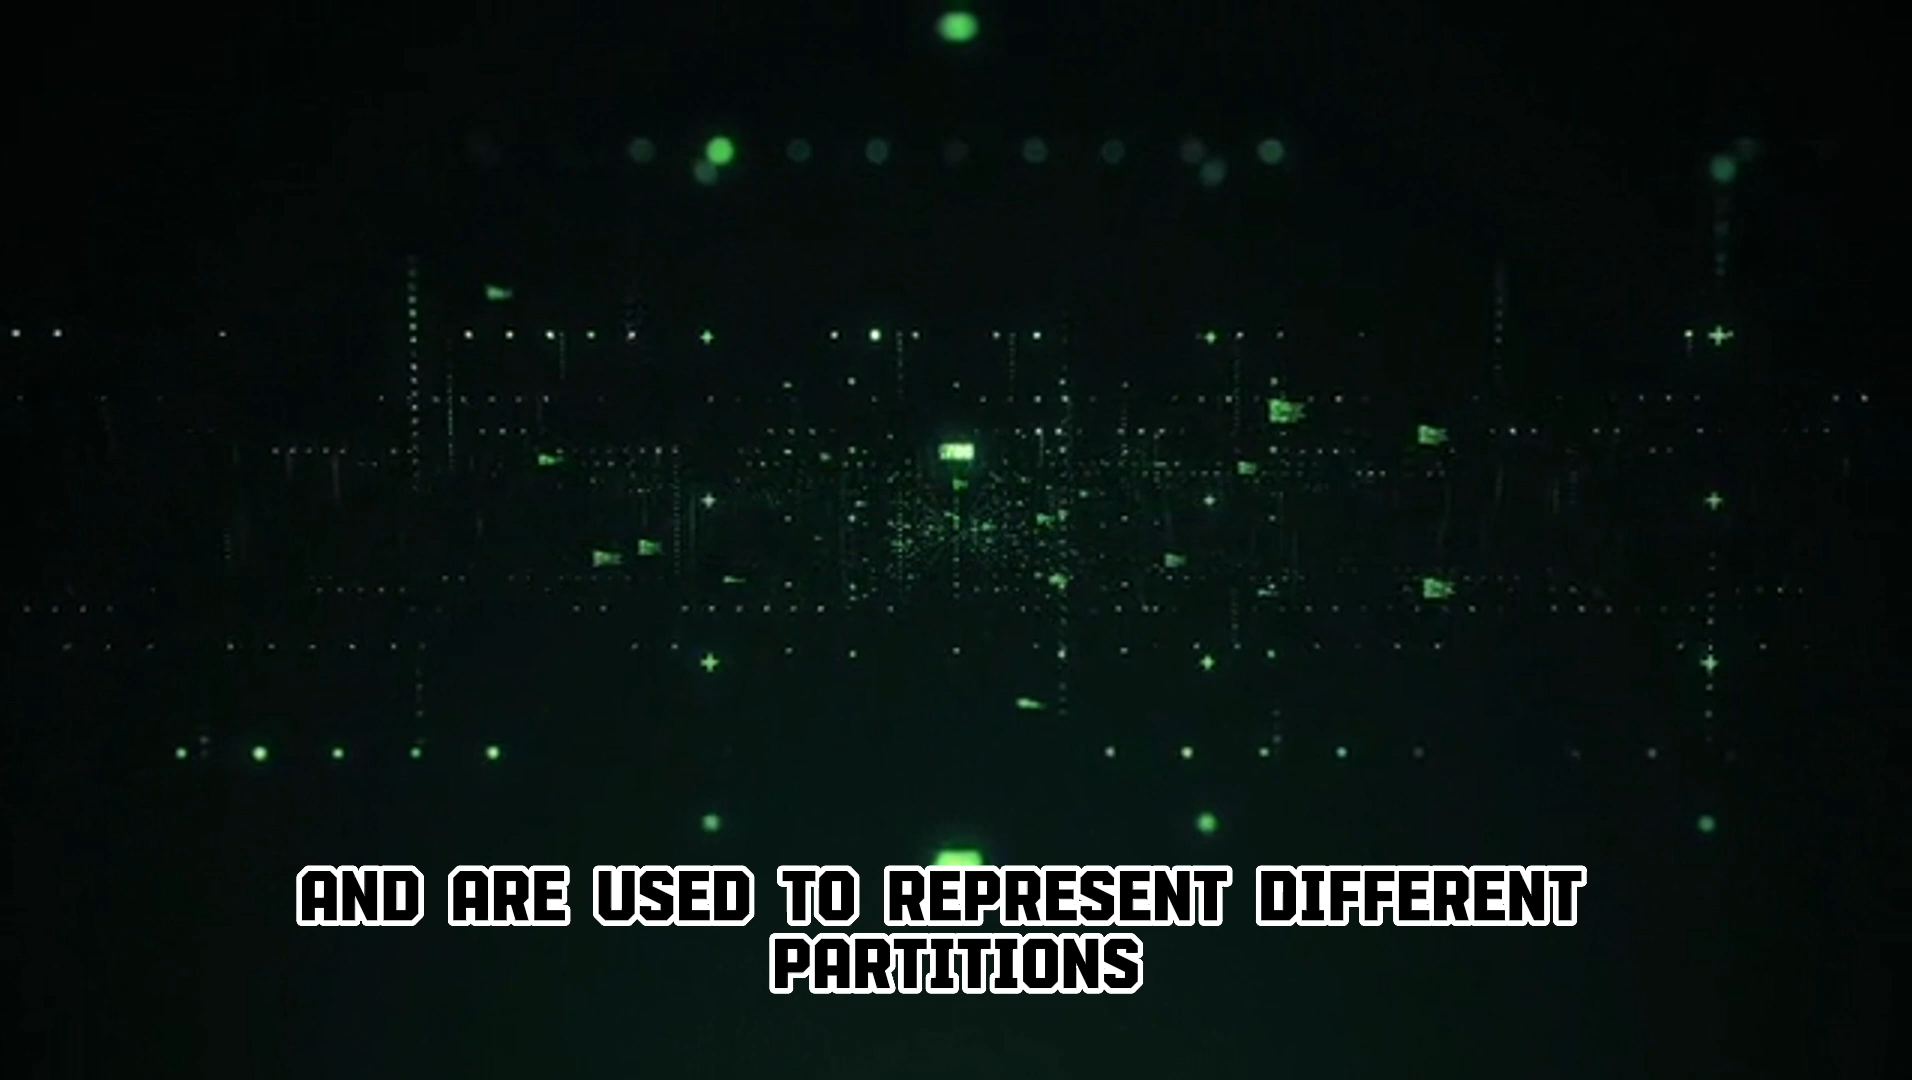 AND ARE USED TO REPRESENT DIFFERENT
PARTITIONS